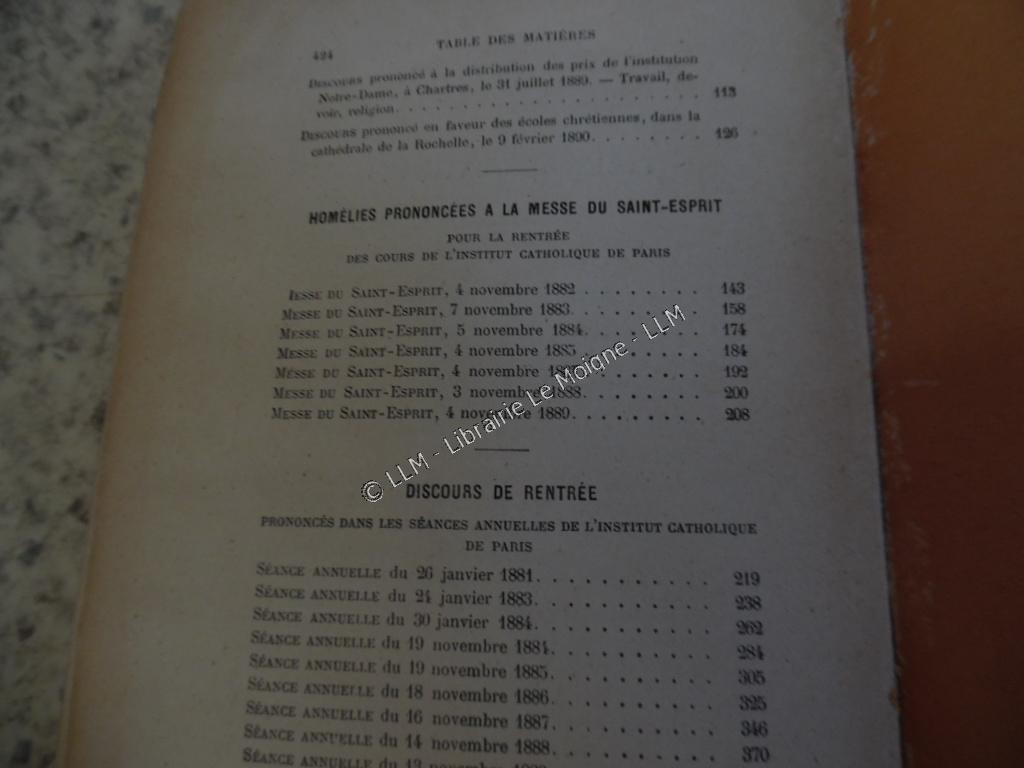 424
TABLE DES MATIÈRES
DISCOURS prononcé à la distribution des prix de l'institution
Notre-Dame, à Chartres, le 31 juillet 1889. — Travail, de-
voir, religion. . . . . . . . . . . . . . . . . . . . 113
DISCOURS prononcé en faveur des écoles chrétiennes, dans la
cathédrale de la Rochelle, le 9 février 1890. . . . . . . . 126
HOMÉLIES PRONONCÉES A LA MESSE DU SAINT-ESPRIT
POUR LA RENTRÉE
DES COURS DE L'INSTITUT CATHOLIQUE DE PARIS
ESSE DU SAINT-ESPRIT, 4 novembre 1882 . . . . . . . . 143
MESSE DU SAINT-ESPRIT, 7 novembre 1883. . . . . . . . 158
MESSE DU SAINT-ESPRIT, 5 novembre 1884. . . . . . . . 174
MESSE DU SAINT-ESPRIT, 4 novembre 1885 . . . . . . . . 184
MESSE DU SAINT-ESPRIT, 4 novembre . . . . . . . . 192
MESSE DU SAINT-ESPRIT, 3 novembre 1888. . . . . . . . 200
MESSE DU SAINT-ESPRIT, 4 novembre 1889. . . . . . . . 208
© LLM - Librairie Le Moigne - LLM
DISCOURS DE RENTRÉE
PRONONCÉS DANS LES SÉANCES ANNUELLES DE L'INSTITUT CATHOLIQUE
DE PARIS
SÉANCE ANNUELLE du 26 janvier 1881. . . . . . . . . . 219
SÉANCE ANNUELLE du 24 janvier 1883. . . . . . . . . . 238
SÉANCE ANNUELLE du 30 janvier 1884. . . . . . . . . . 262
SÉANCE ANNUELLE du 19 novembre 1884. . . . . . . . . 284
SÉANCE ANNUELLE du 19 novembre 1885. . . . . . . . . 305
SÉANCE ANNUELLE du 18 novembre 1886. . . . . . . . . 325
SÉANCE ANNUELLE du 16 novembre 1887. . . . . . . . . 346
SÉANCE ANNUELLE du 14 novembre 1888. . . . . . . . . 370
SÉANCE ANNUELLE du